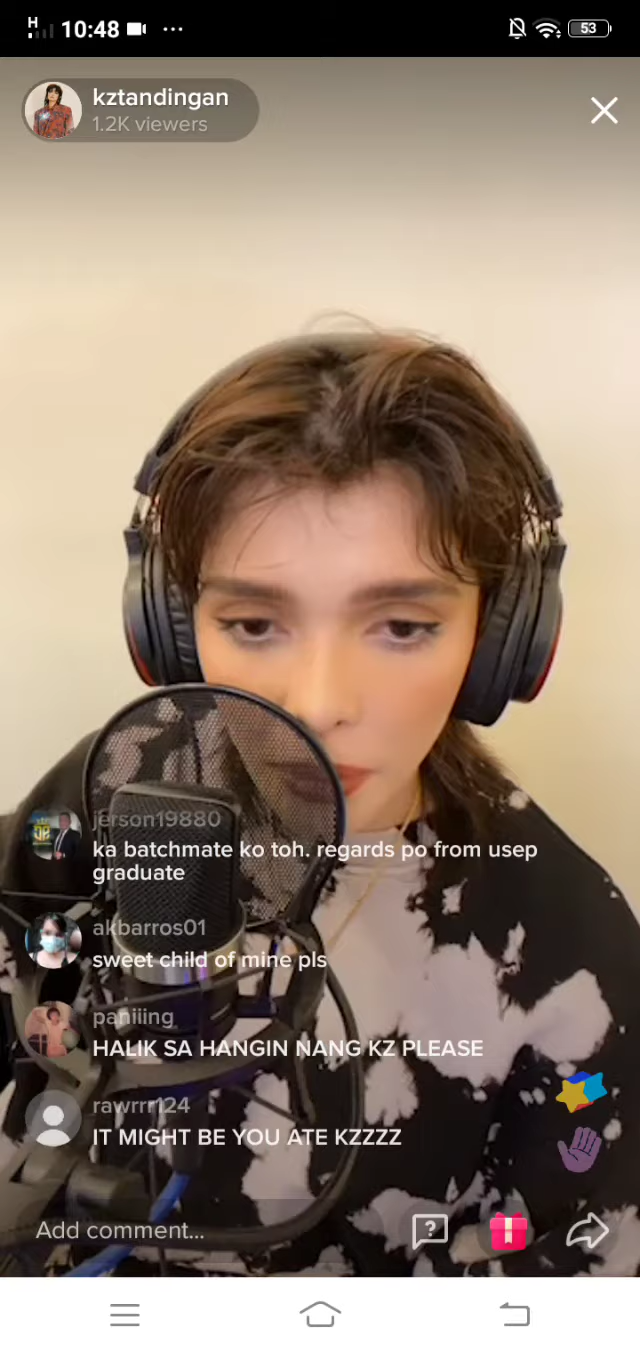 H
10:48
53
kztandingan
1.2K viewers
jerson19880
ka batchmate ko toh. regards po from usep
graduate
akbarros01
sweet child of mine pls
paniiing
HALIK SA HANGIN NANG KZ PLEASE
rawrrr124
IT MIGHT BE YOU ATE KZZZZ
Add comment...